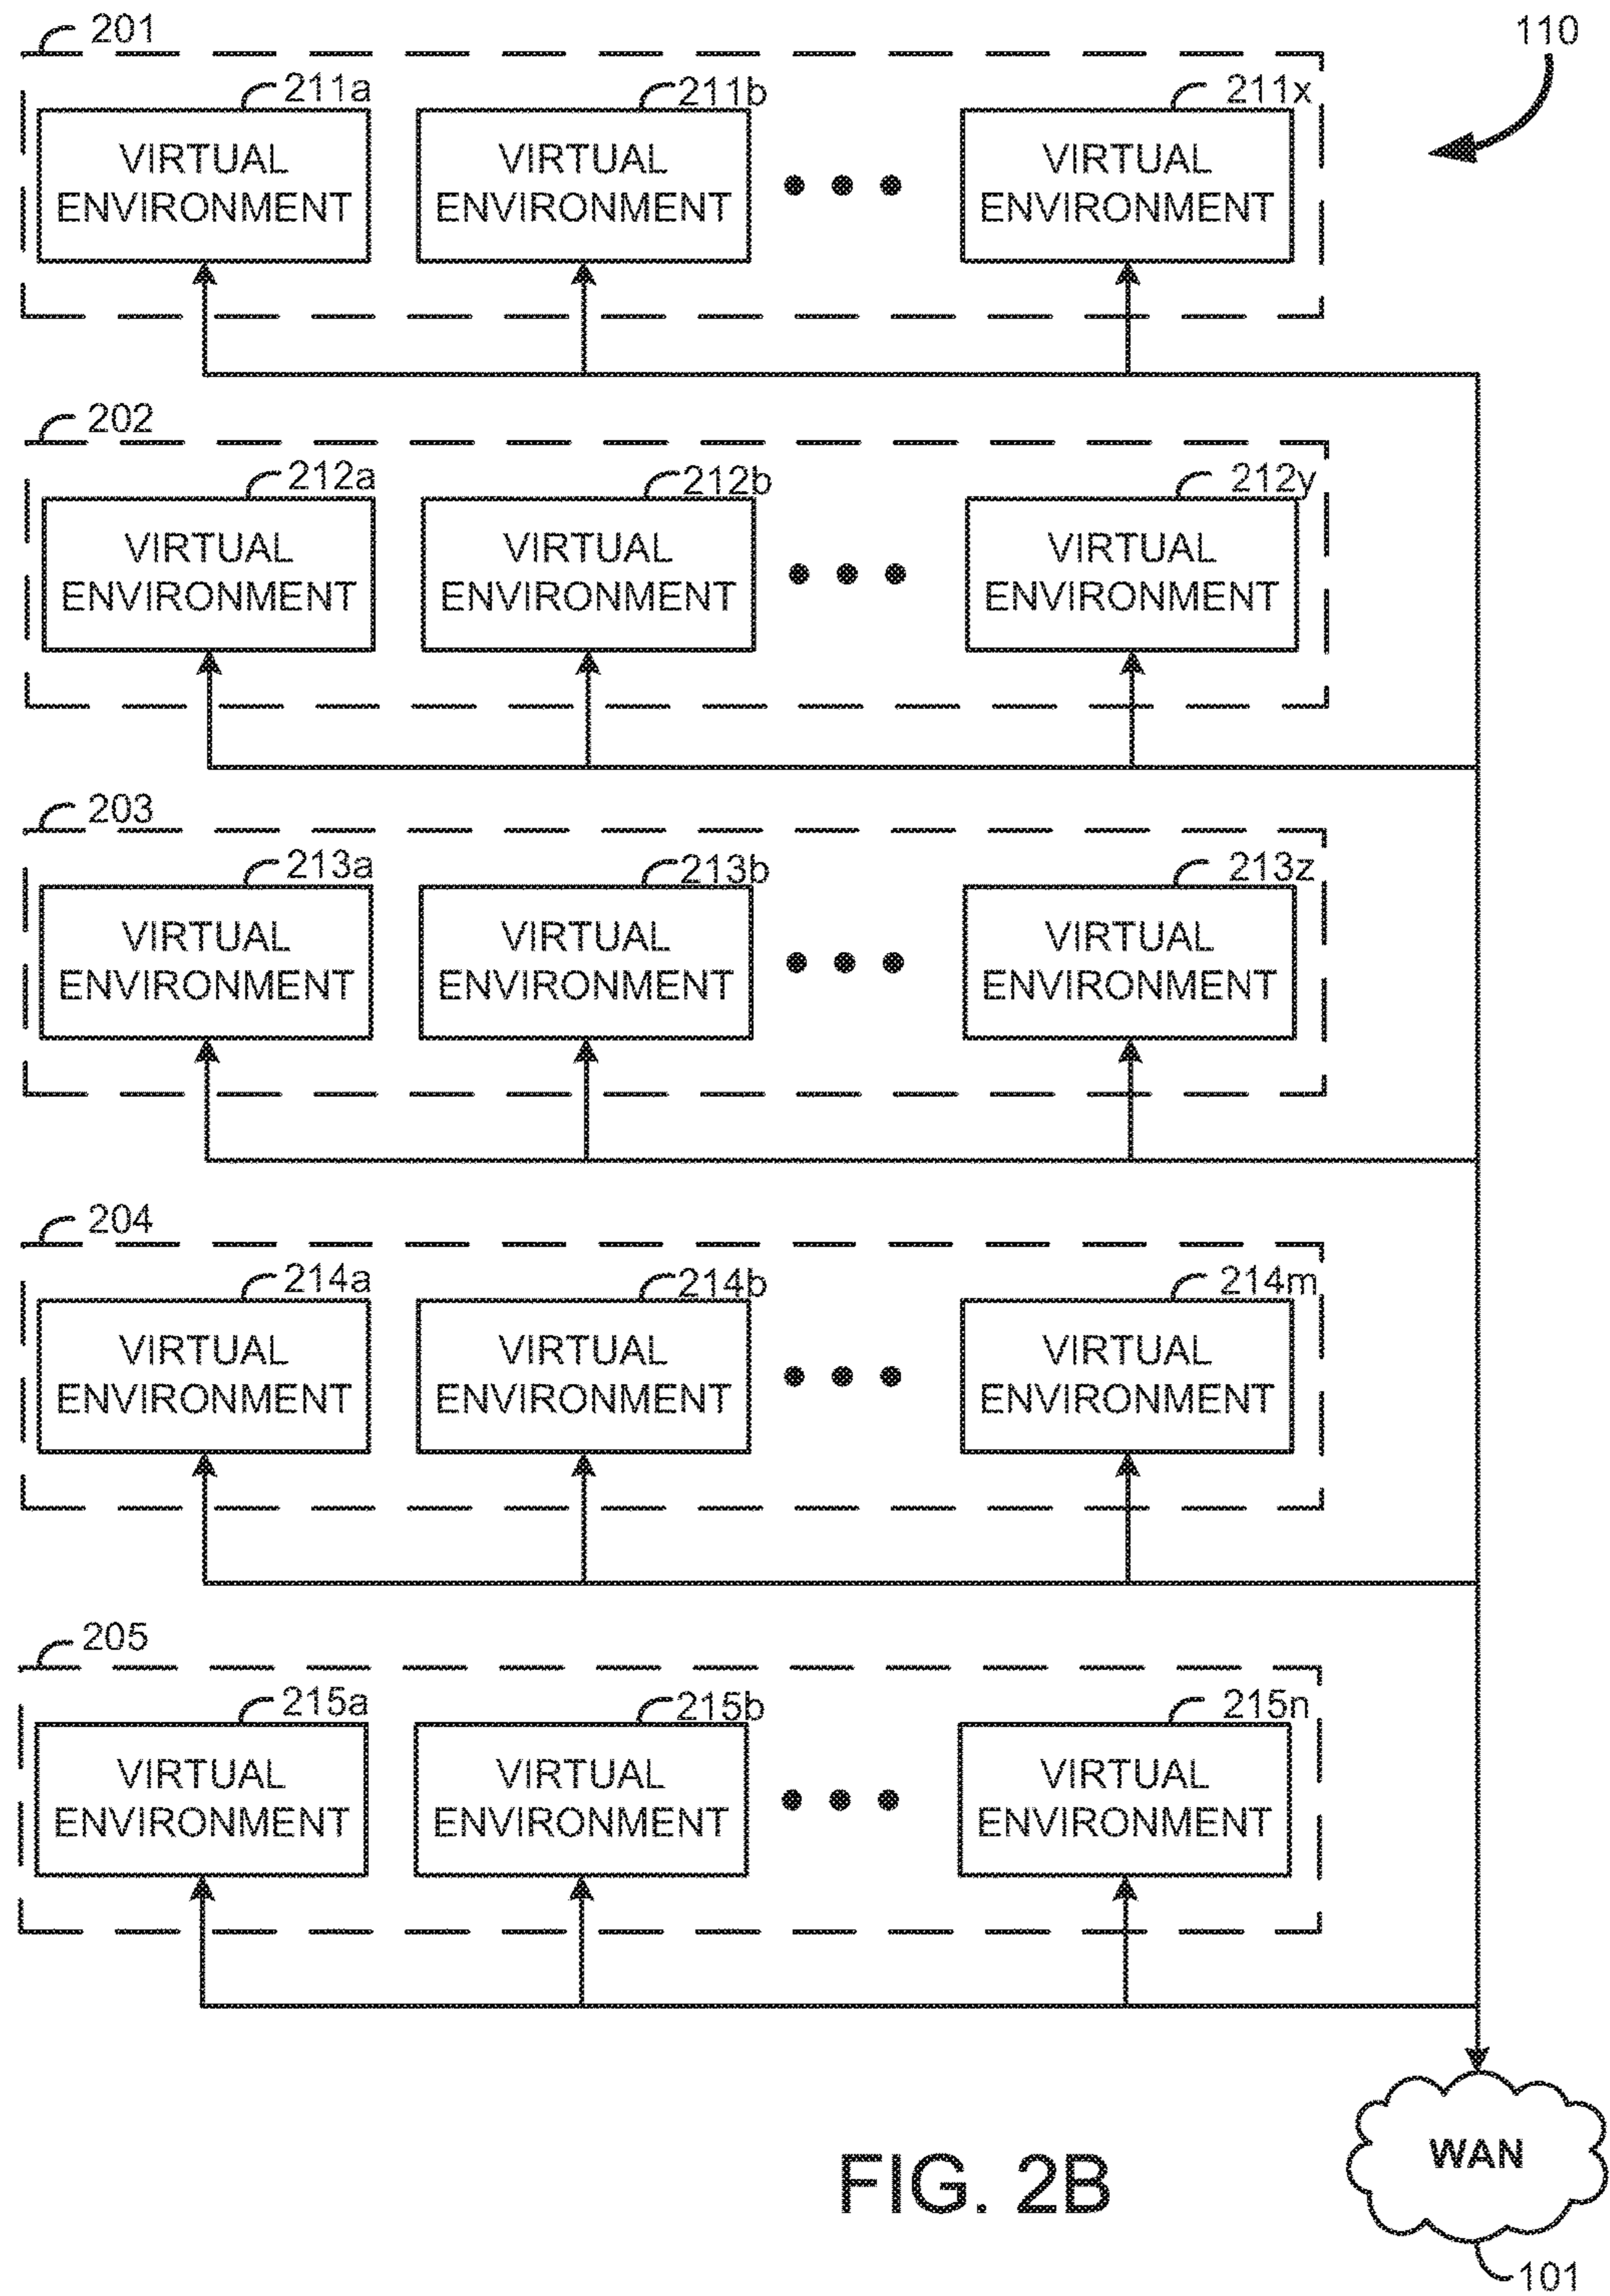 201
110
211a
211b
211x
VIRTUAL
ENVIRONMENT
VIRTUAL
ENVIRONMENT
VIRTUAL
ENVIRONMENT
202
212a
212b
212y
VIRTUAL
ENVIRONMENT
VIRTUAL
ENVIRONMENT
VIRTUAL
ENVIRONMENT
203
213a
213b
213z
VIRTUAL
ENVIRONMENT
VIRTUAL
ENVIRONMENT
VIRTUAL
ENVIRONMENT
204
214a
214b
214m
VIRTUAL
ENVIRONMENT
VIRTUAL
ENVIRONMENT
VIRTUAL
ENVIRONMENT
205
215a
215b
215n
VIRTUAL
ENVIRONMENT
VIRTUAL
ENVIRONMENT
VIRTUAL
ENVIRONMENT
WAN
FIG. 2B
101